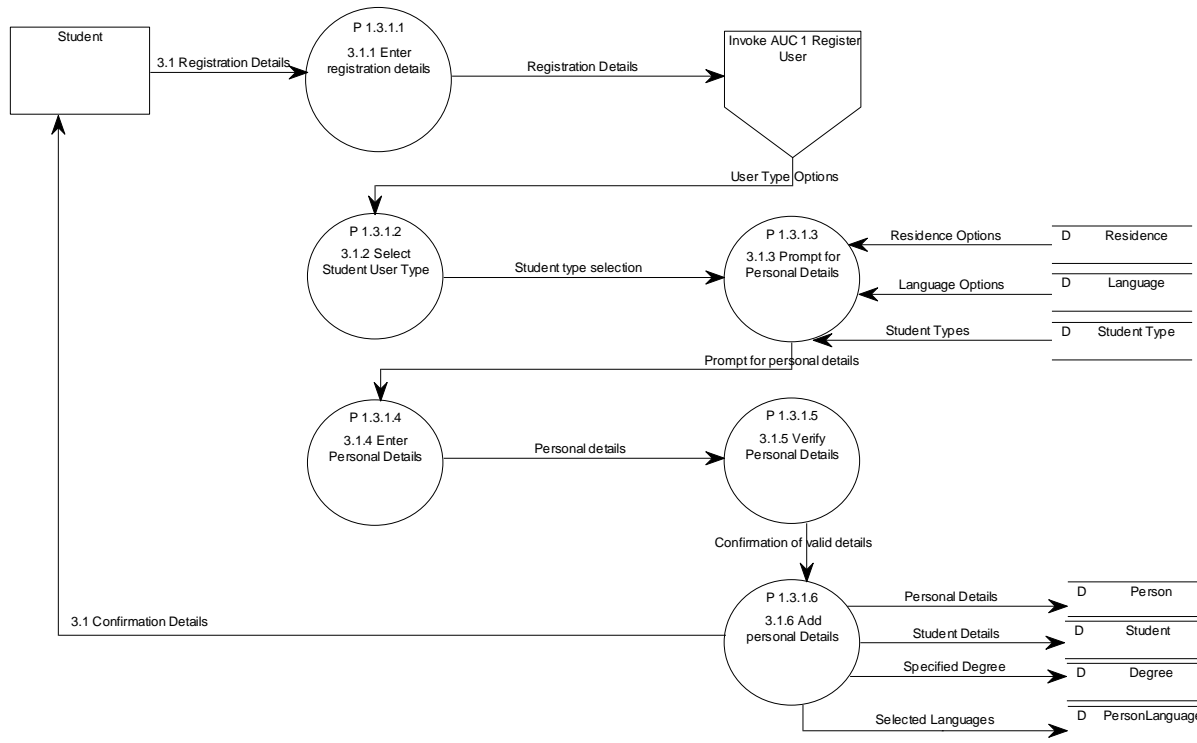 Student
3.1 Registration Details
P 1.3.1.1
3.1.1 Enter
registration details
Registration Details
Invoke AUC 1 Register
User
User Type Options
P 1.3.1.2
3.1.2 Select
Student User Type
Student type selection
P 1.3.1.3
3.1.3 Prompt for
Personal Details
Residence Options
D Residence
Language Options
D Language
Student Types
D Student Type
Prompt for personal details
P 1.3.1.4
3.1.4 Enter
Personal Details
Personal details
P 1.3.1.5
3.1.5 Verify
Personal Details
Confirmation of valid details
P 1.3.1.6
3.1.6 Add
personal Details
3.1 Confirmation Details
Personal Details
D Person
Student Details
D Student
Specified Degree
D Degree
Selected Languages
D PersonLanguage